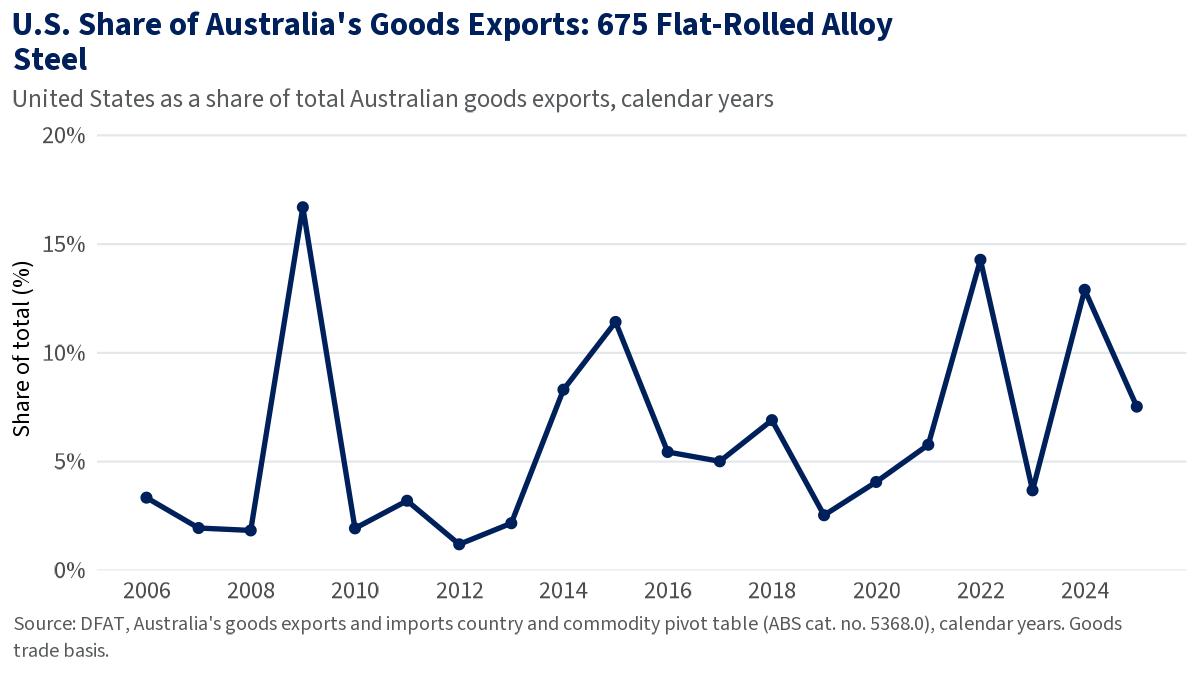 U.S. Share of Australia's Goods Exports: 675 Flat-Rolled Alloy
Steel
United States as a share of total Australian goods exports, calendar years
20%
15%
10%
5%
0%
Share of total (%)
2006 2008 2010 2012 2014 2016 2018 2020 2022 2024
Source: DFAT, Australia's goods exports and imports country and commodity pivot table (ABS cat. no. 5368.0), calendar years. Goods
trade basis.